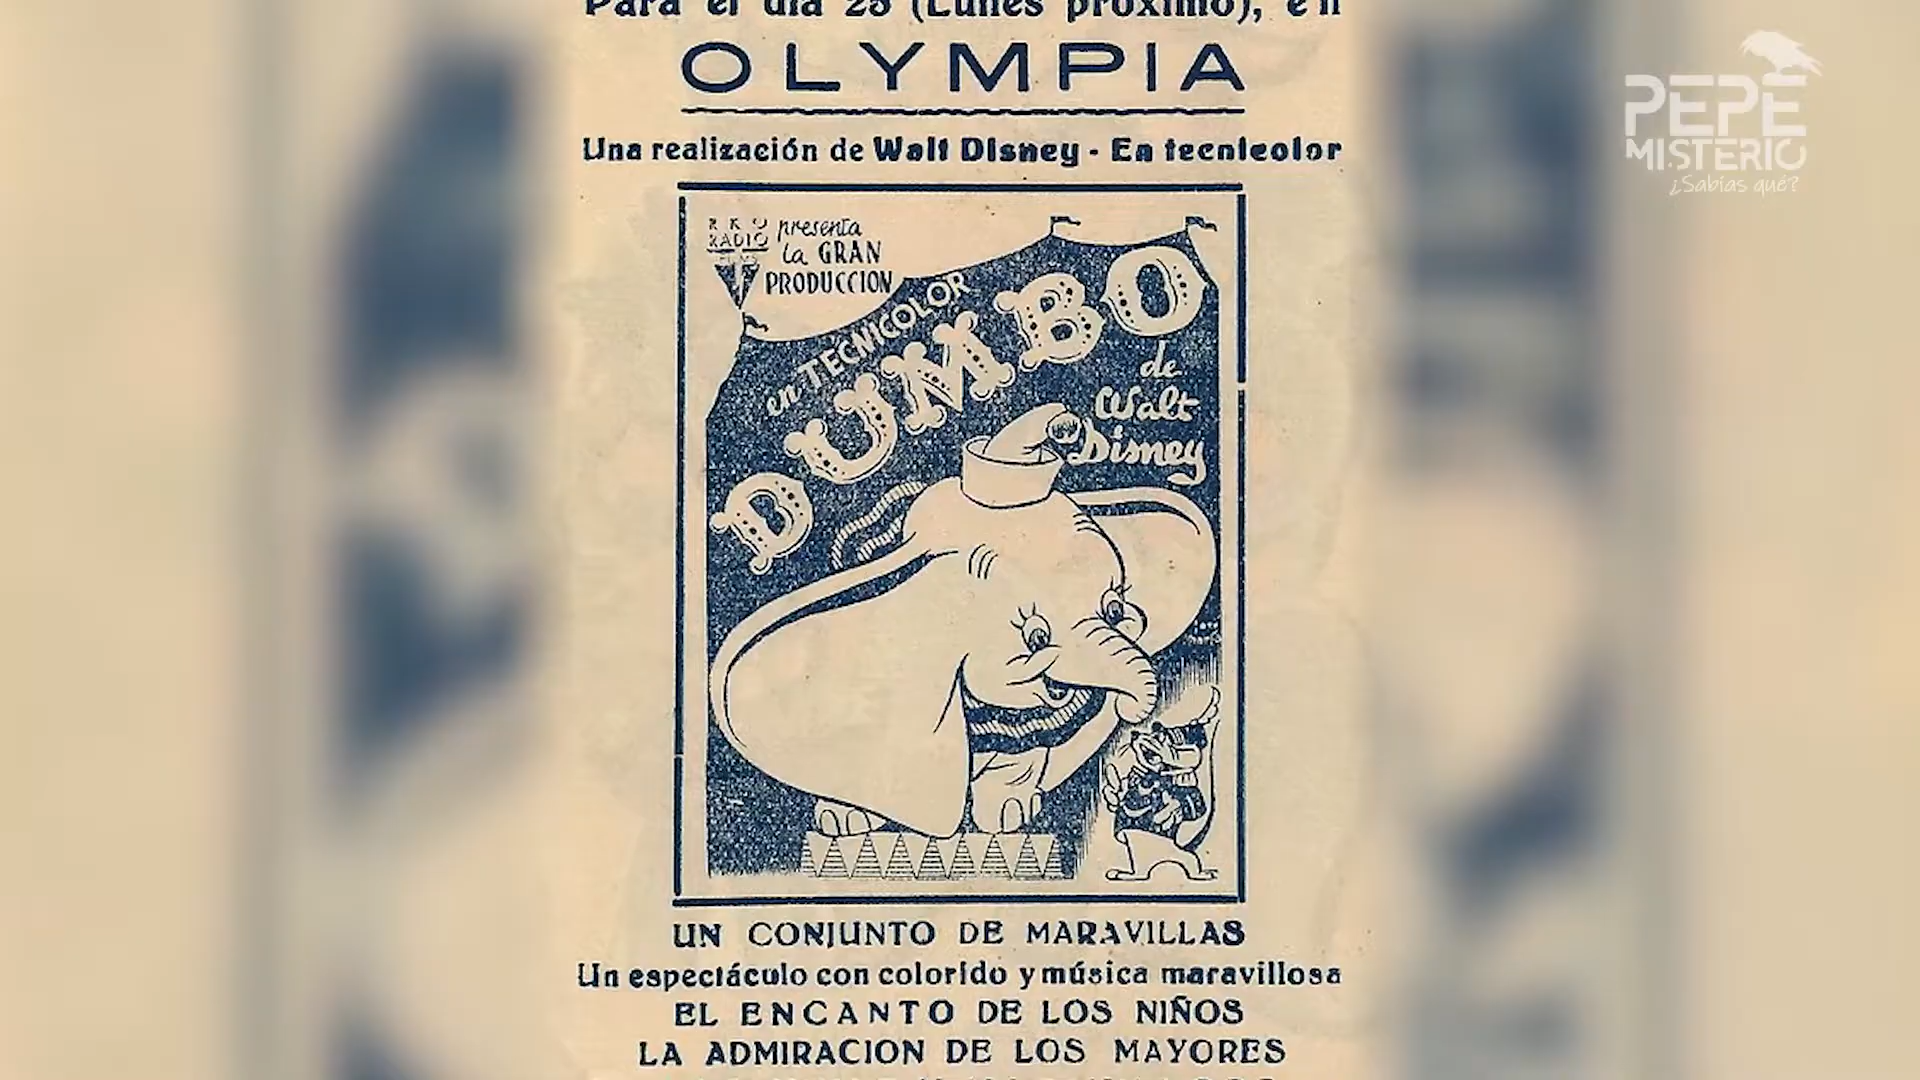 Para el día 25 (Lunes próximo), en
OLYMPIA
Una realización de Walt Disney - En tecnicolor
RKO
RADIO
FILMS
presenta
la GRAN
PRODUCCION
en TECNICOLOR
DUMBO
de
Walt
Disney
UN CONJUNTO DE MARAVILLAS
Un espectáculo con colorido y música maravillosa
EL ENCANTO DE LOS NIÑOS
LA ADMIRACION DE LOS MAYORES
PEPE
MISTERIO
¿Sabías qué?